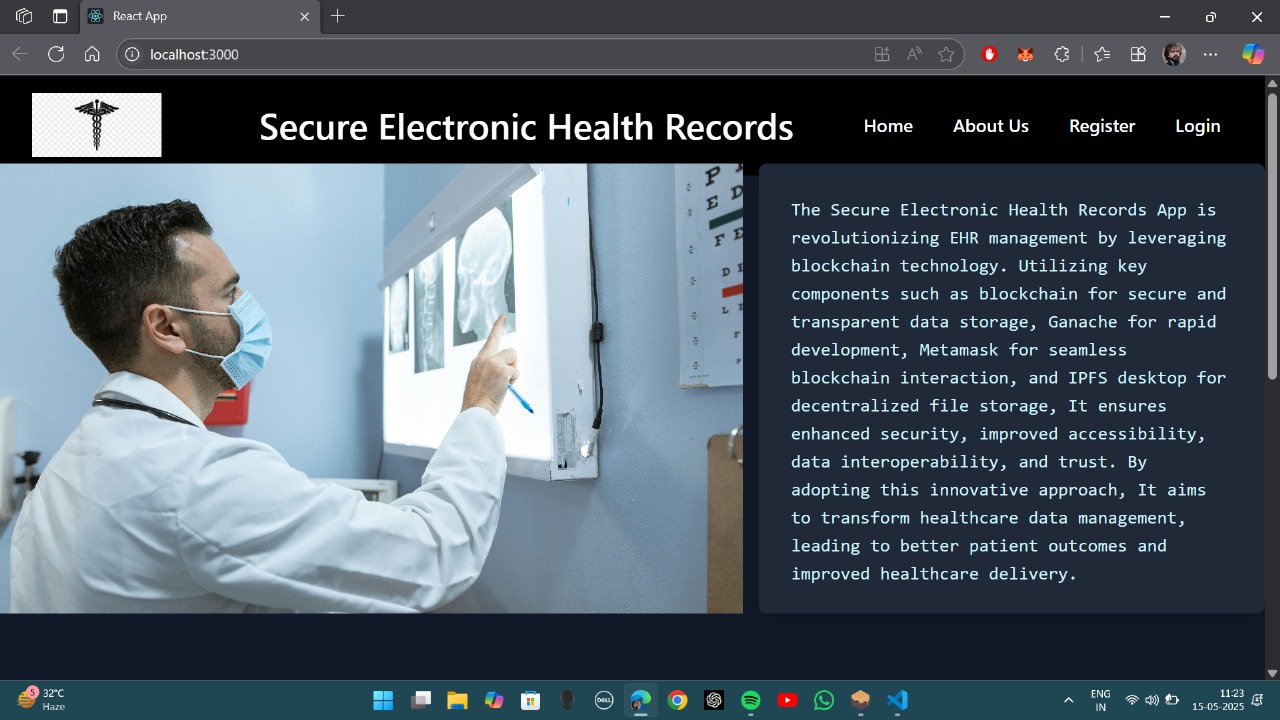 React App
localhost:3000
Secure Electronic Health Records
Home
About Us
Register
Login
The Secure Electronic Health Records App is
revolutionizing EHR management by leveraging
blockchain technology. Utilizing key
components such as blockchain for secure and
transparent data storage, Ganache for rapid
development, Metamask for seamless
blockchain interaction, and IPFS desktop for
decentralized file storage, It ensures
enhanced security, improved accessibility,
data interoperability, and trust. By
adopting this innovative approach, It aims
to transform healthcare data management,
leading to better patient outcomes and
improved healthcare delivery.
P
E D
F E
D E
L
5
32°C
Haze
DELL
ENG
IN
11:23
15-05-2025